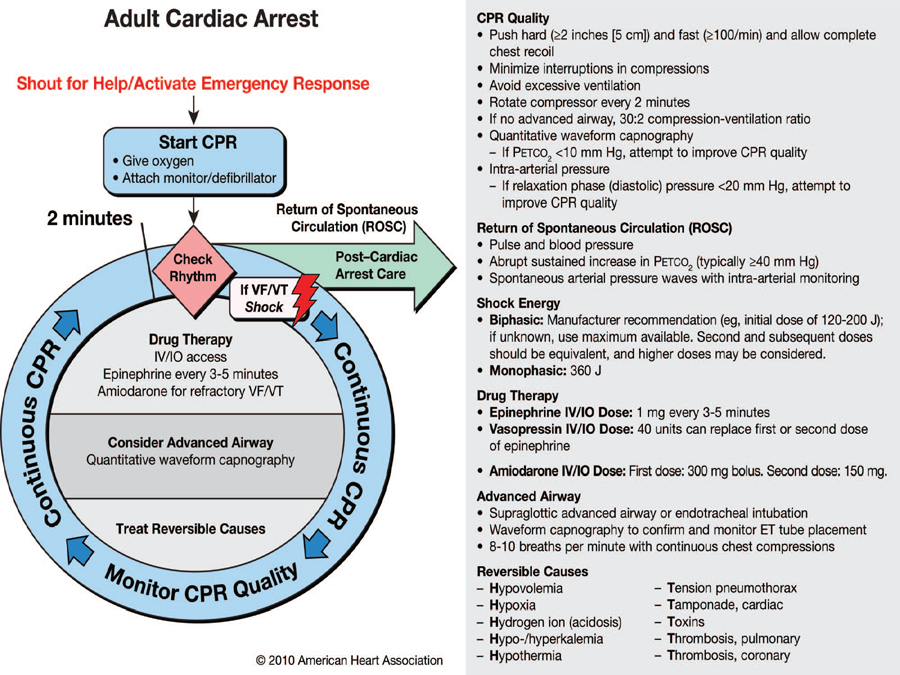 Adult Cardiac Arrest
Shout for Help/Activate Emergency Response
Start CPR
• Give oxygen
• Attach monitor/defibrillator
2 minutes
Return of Spontaneous
Circulation (ROSC)
Check
Rhythm
Post–Cardiac
Arrest Care
If VF/VT
Shock
Drug Therapy
IV/IO access
Epinephrine every 3-5 minutes
Amiodarone for refractory VF/VT
Consider Advanced Airway
Quantitative waveform capnography
Treat Reversible Causes
Continuous CPR
Continuous CPR
Monitor CPR Quality
© 2010 American Heart Association
CPR Quality
• Push hard (≥2 inches [5 cm]) and fast (≥100/min) and allow complete
chest recoil
• Minimize interruptions in compressions
• Avoid excessive ventilation
• Rotate compressor every 2 minutes
• If no advanced airway, 30:2 compression-ventilation ratio
• Quantitative waveform capnography
– If PETCO2 <10 mm Hg, attempt to improve CPR quality
• Intra-arterial pressure
– If relaxation phase (diastolic) pressure <20 mm Hg, attempt to
improve CPR quality
Return of Spontaneous Circulation (ROSC)
• Pulse and blood pressure
• Abrupt sustained increase in PETCO2 (typically ≥40 mm Hg)
• Spontaneous arterial pressure waves with intra-arterial monitoring
Shock Energy
• Biphasic: Manufacturer recommendation (eg, initial dose of 120-200 J);
if unknown, use maximum available. Second and subsequent doses
should be equivalent, and higher doses may be considered.
• Monophasic: 360 J
Drug Therapy
• Epinephrine IV/IO Dose: 1 mg every 3-5 minutes
• Vasopressin IV/IO Dose: 40 units can replace first or second dose
of epinephrine
• Amiodarone IV/IO Dose: First dose: 300 mg bolus. Second dose: 150 mg.
Advanced Airway
• Supraglottic advanced airway or endotracheal intubation
• Waveform capnography to confirm and monitor ET tube placement
• 8-10 breaths per minute with continuous chest compressions
Reversible Causes
– Hypovolemia
– Hypoxia
– Hydrogen ion (acidosis)
– Hypo-/hyperkalemia
– Hypothermia
– Tension pneumothorax
– Tamponade, cardiac
– Toxins
– Thrombosis, pulmonary
– Thrombosis, coronary